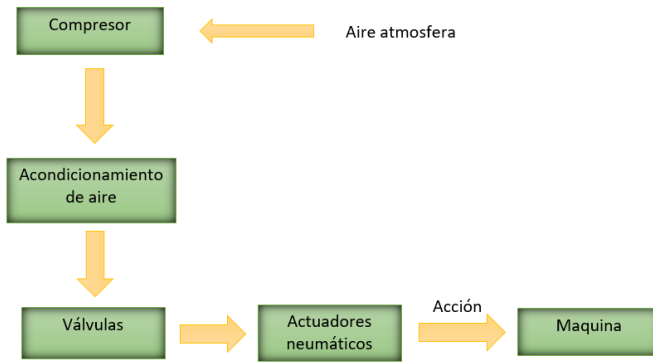 Compresor
Aire atmosfera
Acondicionamiento
de aire
Válvulas
Actuadores
neumáticos
Acción
Maquina